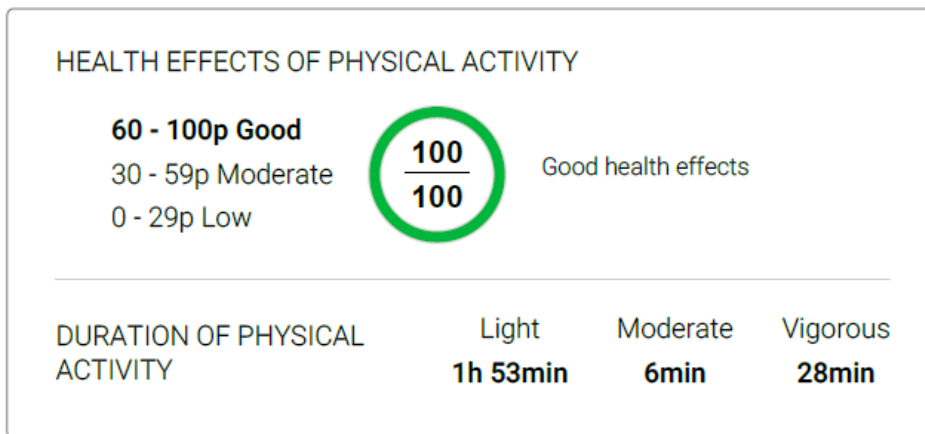 HEALTH EFFECTS OF PHYSICAL ACTIVITY
60 - 100p Good
30 - 59p Moderate
0 - 29p Low
100
100
Good health effects
DURATION OF PHYSICAL
ACTIVITY
Light
1h 53min
Moderate
6min
Vigorous
28min